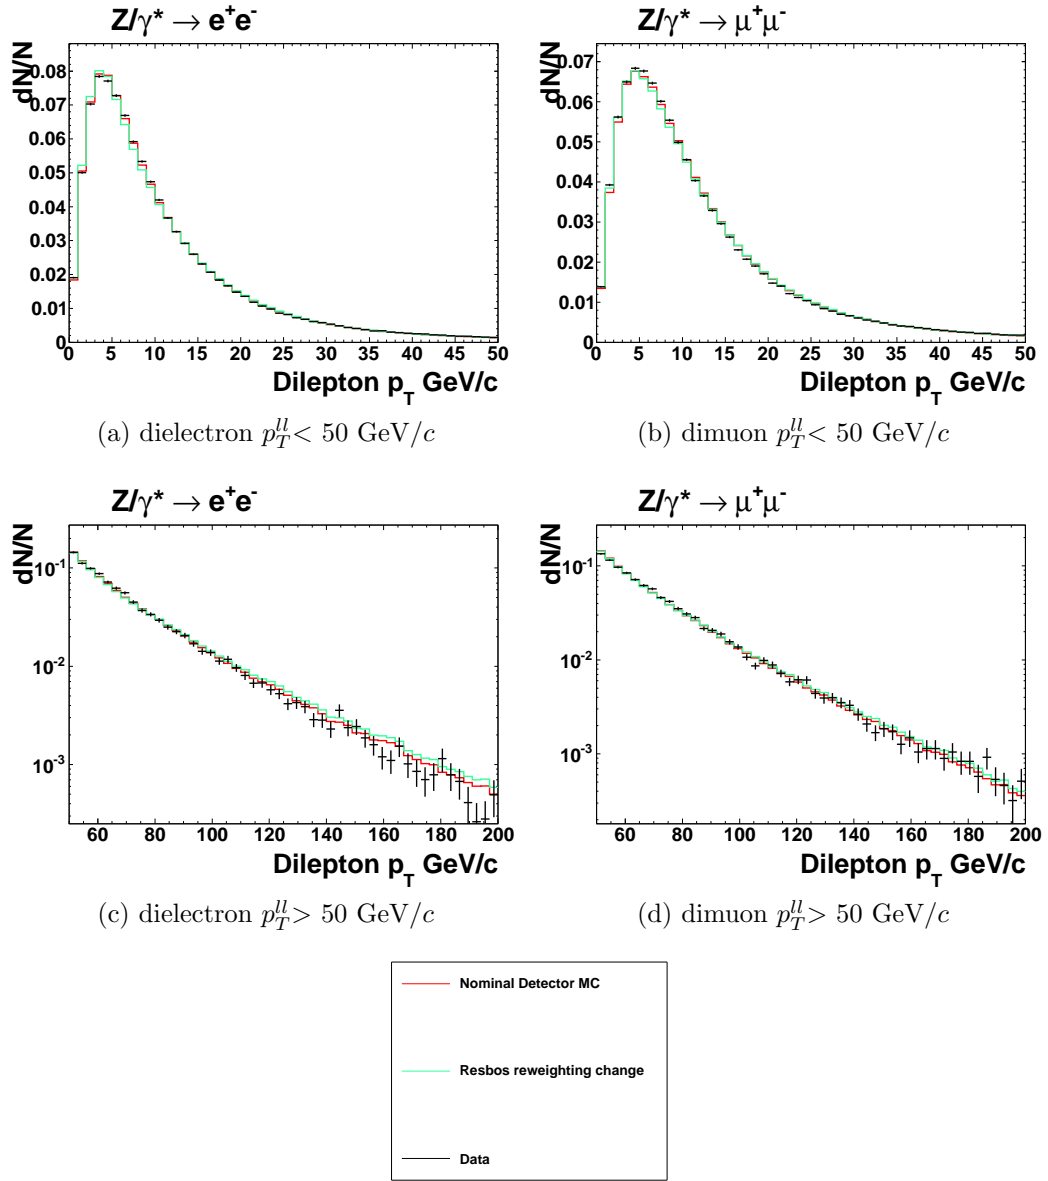 Z/γ* → e⁺e⁻
dN/N
0.08
0.07
0.06
0.05
0.04
0.03
0.02
0.01
0
0 5 10 15 20 25 30 35 40 45 50
Dilepton p_T GeV/c
(a) dielectron p_T^{ll} < 50 GeV/c
Z/γ* → μ⁺μ⁻
dN/N
0.07
0.06
0.05
0.04
0.03
0.02
0.01
0
0 5 10 15 20 25 30 35 40 45 50
Dilepton p_T GeV/c
(b) dimuon p_T^{ll} < 50 GeV/c
Z/γ* → e⁺e⁻
dN/N
10⁻¹
10⁻²
10⁻³
60 80 100 120 140 160 180 200
Dilepton p_T GeV/c
(c) dielectron p_T^{ll} > 50 GeV/c
Z/γ* → μ⁺μ⁻
dN/N
10⁻¹
10⁻²
10⁻³
60 80 100 120 140 160 180 200
Dilepton p_T GeV/c
(d) dimuon p_T^{ll} > 50 GeV/c
Nominal Detector MC
Resbos reweighting change
Data